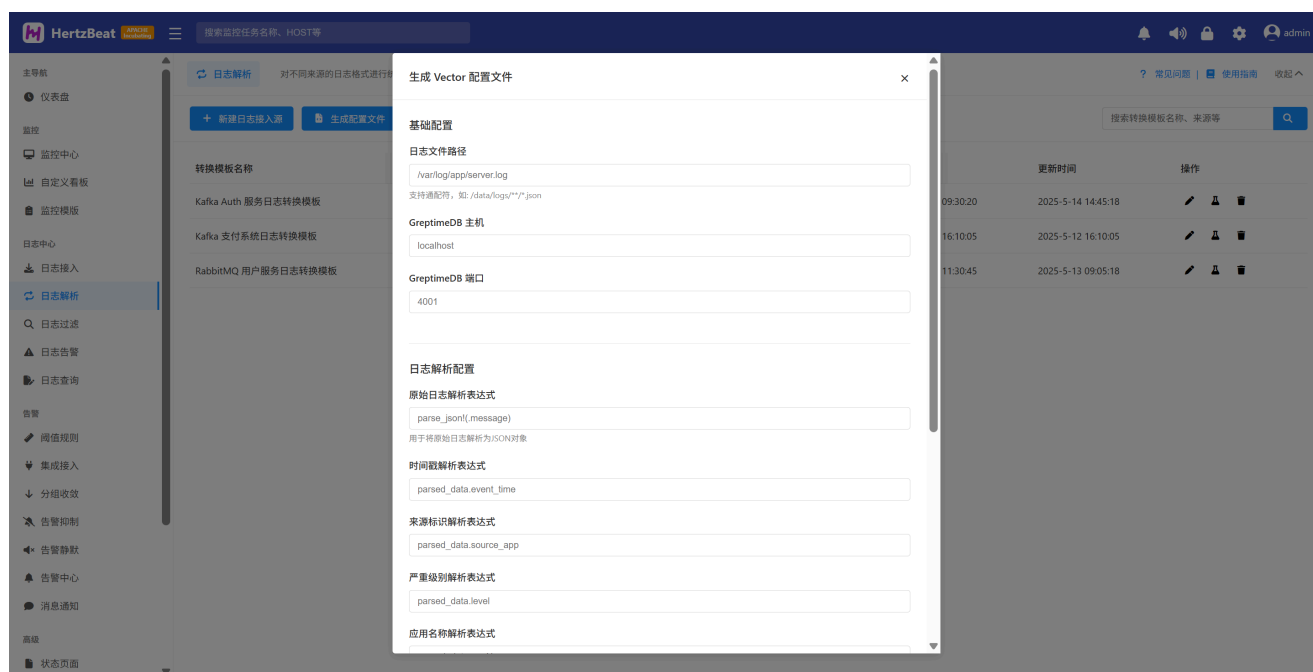 HertzBeat
搜索监控任务名称、HOST等
admin
主导航
仪表盘
监控
监控中心
自定义看板
监控模版
日志中心
日志接入
日志解析
日志过滤
日志告警
日志查询
告警
阈值规则
集成接入
分组收敛
告警抑制
告警静默
告警中心
消息通知
高级
状态页面
日志解析
对不同来源的日志格式进行
? 常见问题 | 使用指南 收起
+ 新建日志接入源
生成配置文件
搜索转换模板名称、来源等
转换模板名称 更新时间 操作
Kafka Auth 服务日志转换模板 09:30:20 2025-5-14 14:45:18
Kafka 支付系统日志转换模板 16:10:05 2025-5-12 16:10:05
RabbitMQ 用户服务日志转换模板 11:30:45 2025-5-13 09:05:18
生成 Vector 配置文件 ×
基础配置
日志文件路径
/var/log/app/server.log
支持通配符，如: /data/logs/**/*.json
GreptimeDB 主机
localhost
GreptimeDB 端口
4001
日志解析配置
原始日志解析表达式
parse_json!(.message)
用于将原始日志解析为JSON对象
时间戳解析表达式
parsed_data.event_time
来源标识解析表达式
parsed_data.source_app
严重级别解析表达式
parsed_data.level
应用名称解析表达式